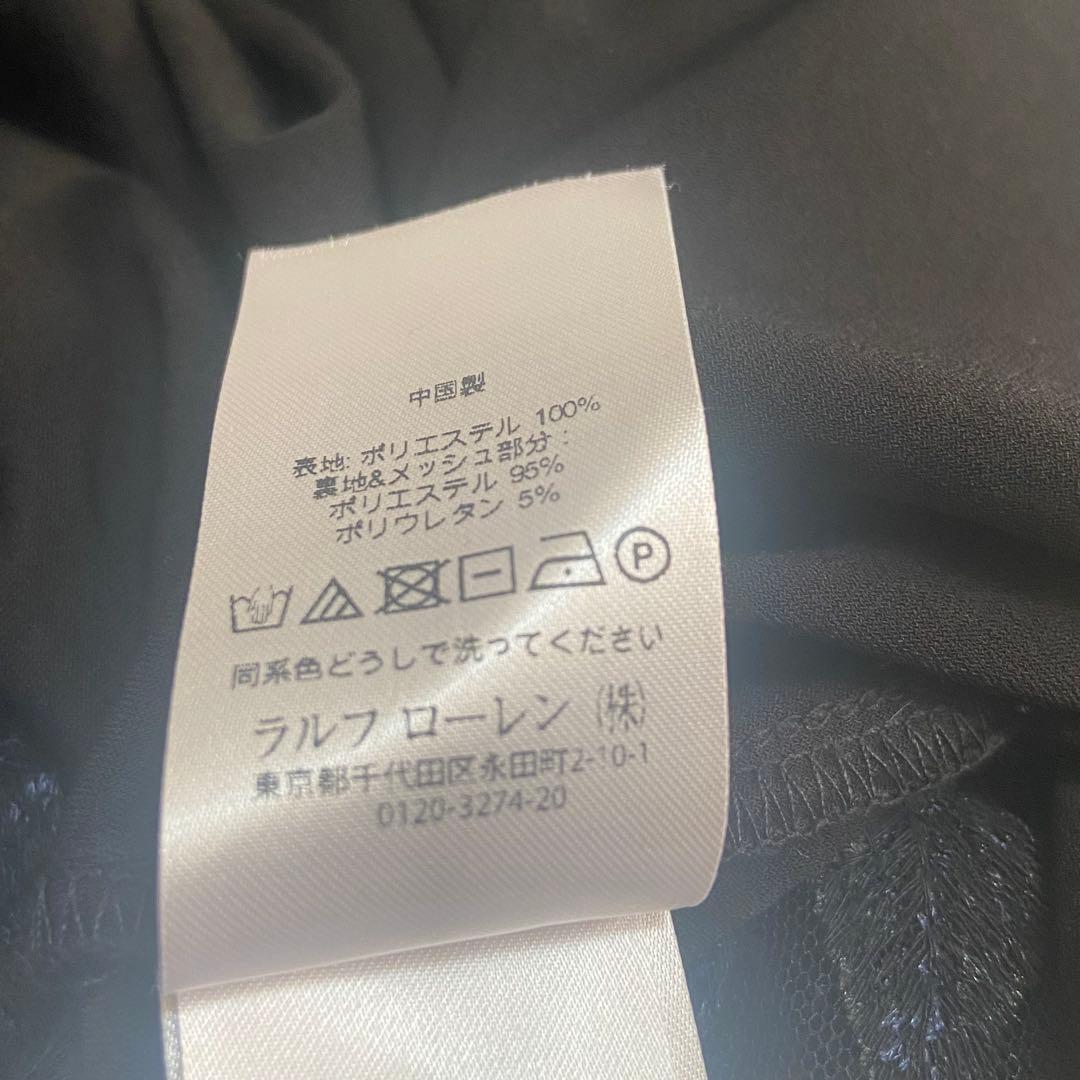 中国製
表地: ポリエステル 100%
裏地&メッシュ部分:
ポリエステル 95%
ポリウレタン 5%
P
同系色どうしで洗ってください
ラルフ ローレン (株)
東京都千代田区永田町2-10-1
0120-3274-20